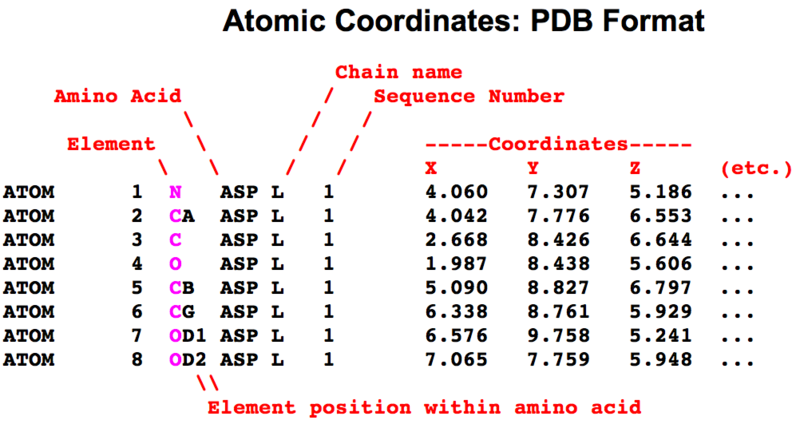 Atomic Coordinates: PDB Format
Chain name
Amino Acid / Sequence Number
\ / /
Element \ / / -----Coordinates-----
\ \ / / X Y Z (etc.)
ATOM 1 N ASP L 1 4.060 7.307 5.186 ...
ATOM 2 CA ASP L 1 4.042 7.776 6.553 ...
ATOM 3 C ASP L 1 2.668 8.426 6.644 ...
ATOM 4 O ASP L 1 1.987 8.438 5.606 ...
ATOM 5 CB ASP L 1 5.090 8.827 6.797 ...
ATOM 6 CG ASP L 1 6.338 8.761 5.929 ...
ATOM 7 OD1 ASP L 1 6.576 9.758 5.241 ...
ATOM 8 OD2 ASP L 1 7.065 7.759 5.948 ...
\\
Element position within amino acid